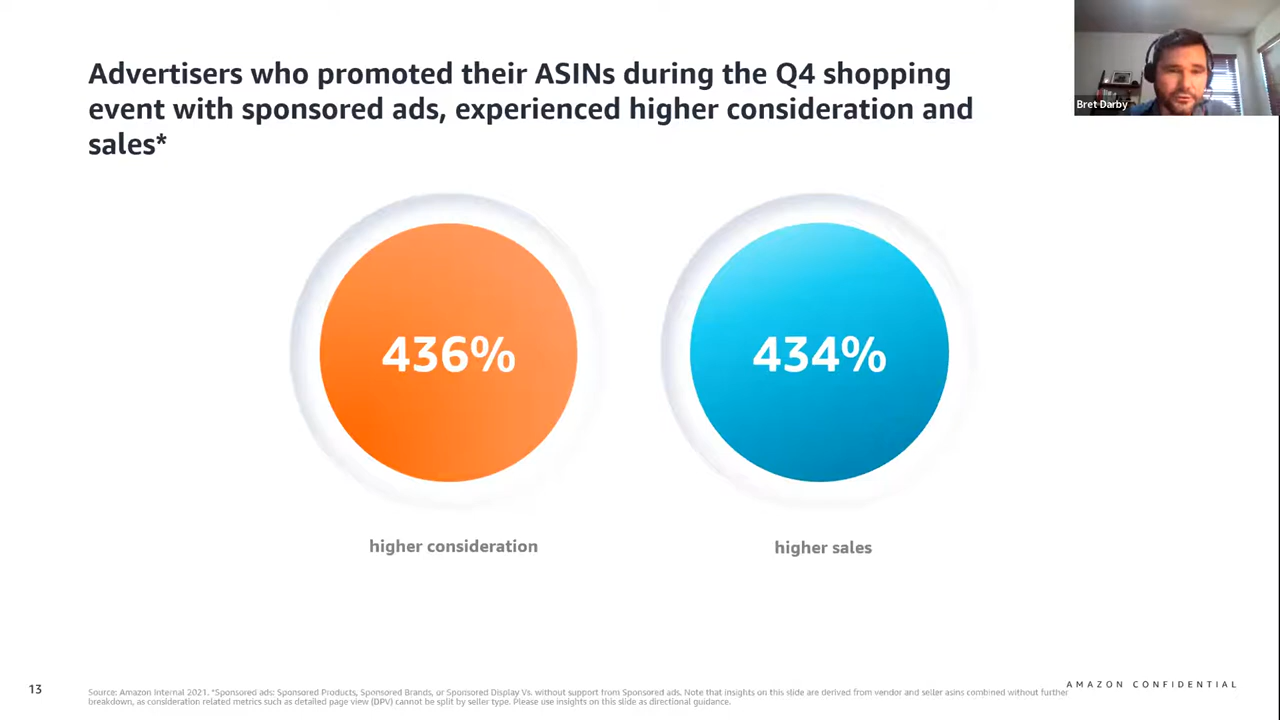 Advertisers who promoted their ASINs during the Q4 shopping
event with sponsored ads, experienced higher consideration and
sales*
Bret Darby
436%
434%
higher consideration
higher sales
13
Source: Amazon Internal 2021. *Sponsored ads: Sponsored Products, Sponsored Brands, or Sponsored Display Vs. without support from Sponsored ads. Note that insights on this slide are derived from vendor and seller asins combined without further
breakdown, as consideration related metrics such as detailed page view (DPV) cannot be split by seller type. Please use insights on this slide as directional guidance.
AMAZON CONFIDENTIAL